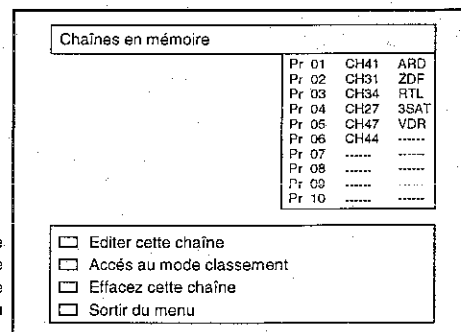 Chaînes en mémoire
Pr 01 CH41 ARD
Pr 02 CH31 ZDF
Pr 03 CH34 RTL
Pr 04 CH27 3SAT
Pr 05 CH47 VDR
Pr 06 CH44 ------
Pr 07 ------ ------
Pr 08 ------ ------
Pr 09 ------ ------
Pr 10 ------ ------
Editer cette chaîne
Accés au mode classement
Effacez cette chaîne
Sortir du menu